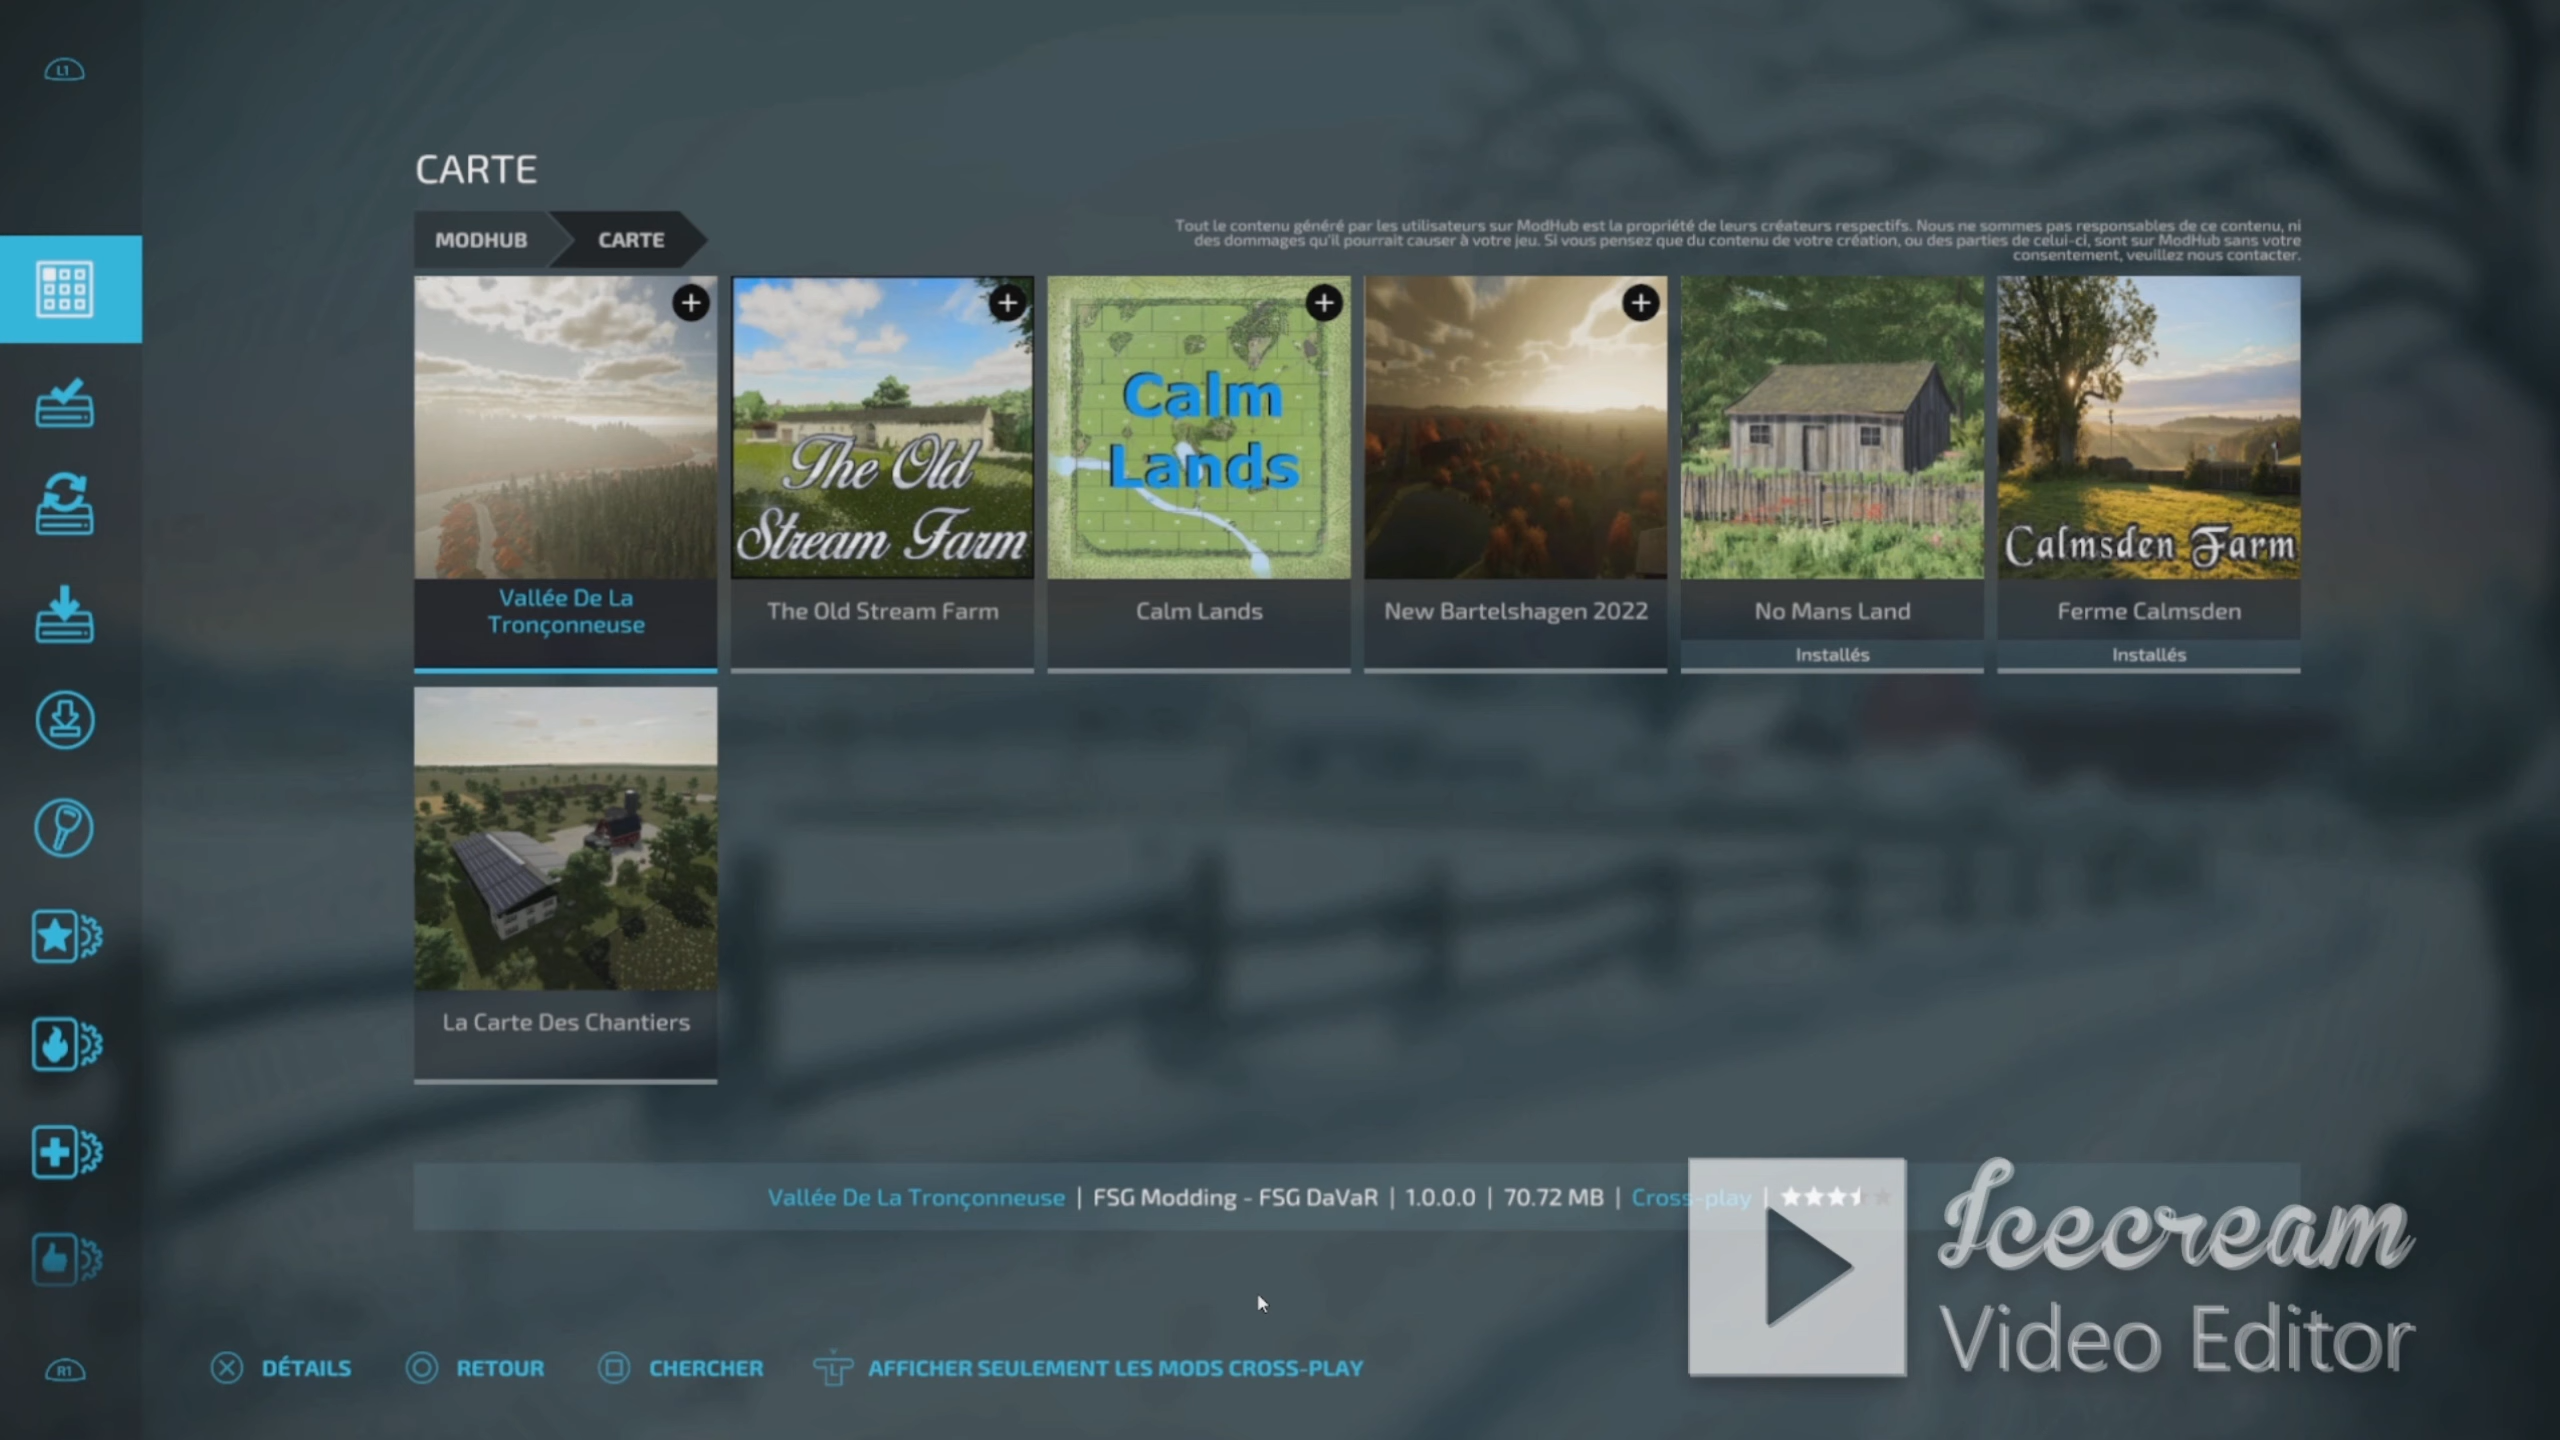 L1
CARTE
MODHUB CARTE
Tout le contenu généré par les utilisateurs sur ModHub est la propriété de leurs créateurs respectifs. Nous ne sommes pas responsables de ce contenu, ni
des dommages qu'il pourrait causer à votre jeu. Si vous pensez que du contenu de votre création, ou des parties de celui-ci, sont sur ModHub sans votre
consentement, veuillez nous contacter.
The Old
Stream Farm
Calm
Lands
Calmsden Farm
Vallée De La
Tronçonneuse
The Old Stream Farm
Calm Lands
New Bartelshagen 2022
No Mans Land
Installés
Ferme Calmsden
Installés
La Carte Des Chantiers
Vallée De La Tronçonneuse | FSG Modding - FSG DaVaR | 1.0.0.0 | 70.72 MB | Cross-play |
Icecream
Video Editor
DÉTAILS RETOUR CHERCHER L AFFICHER SEULEMENT LES MODS CROSS-PLAY
R1